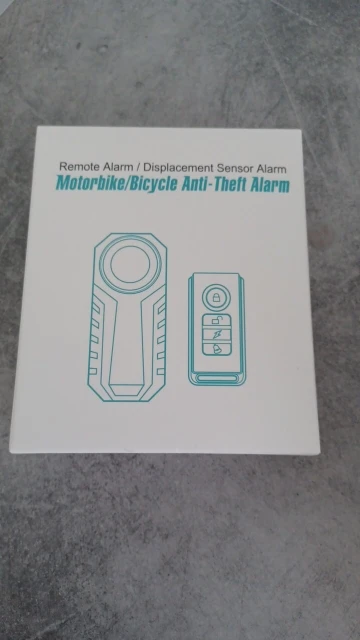 Remote Alarm / Displacement Sensor Alarm
Motorbike/Bicycle Anti-Theft Alarm